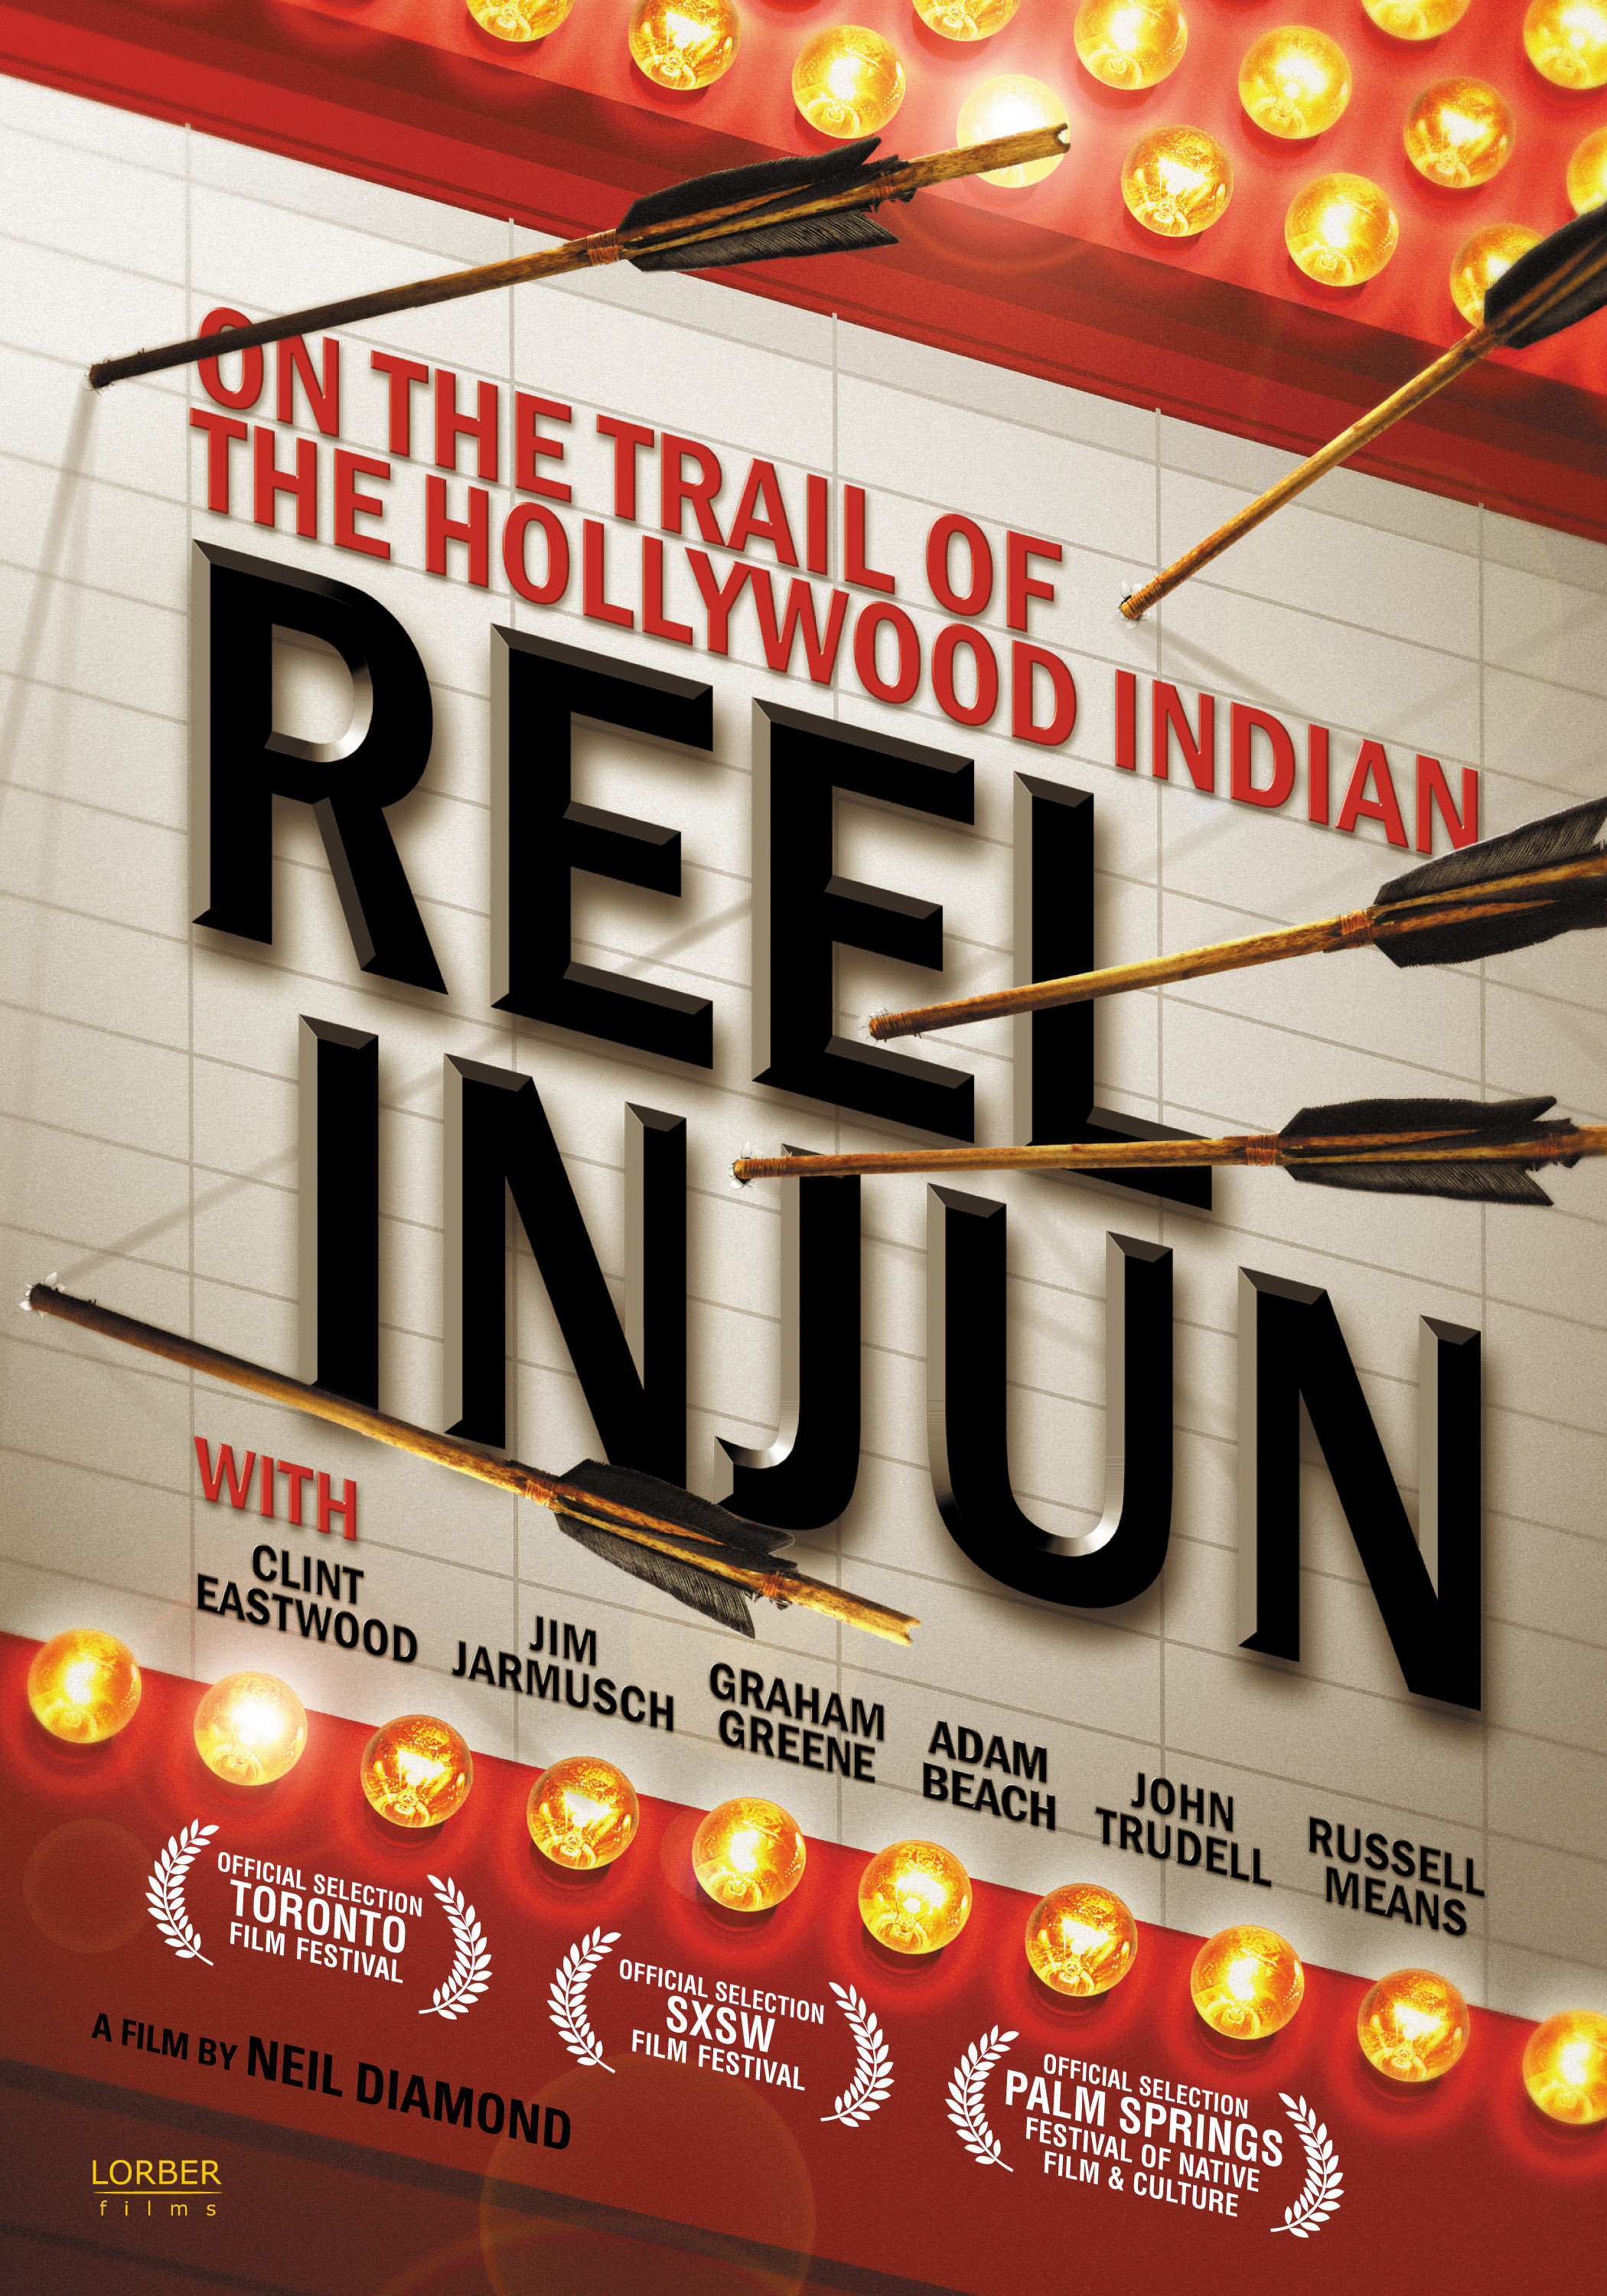 ON THE TRAIL OF
THE HOLLYWOOD INDIAN
REEL
INJUN
WITH
CLINT
EASTWOOD
JIM
JARMUSCH
GRAHAM
GREENE
ADAM
BEACH
JOHN
TRUDELL
RUSSELL
MEANS
OFFICIAL SELECTION
TORONTO
FILM FESTIVAL
OFFICIAL SELECTION
SXSW
FILM FESTIVAL
OFFICIAL SELECTION
PALM SPRINGS
FESTIVAL OF NATIVE
FILM & CULTURE
A FILM BY NEIL DIAMOND
LORBER
films